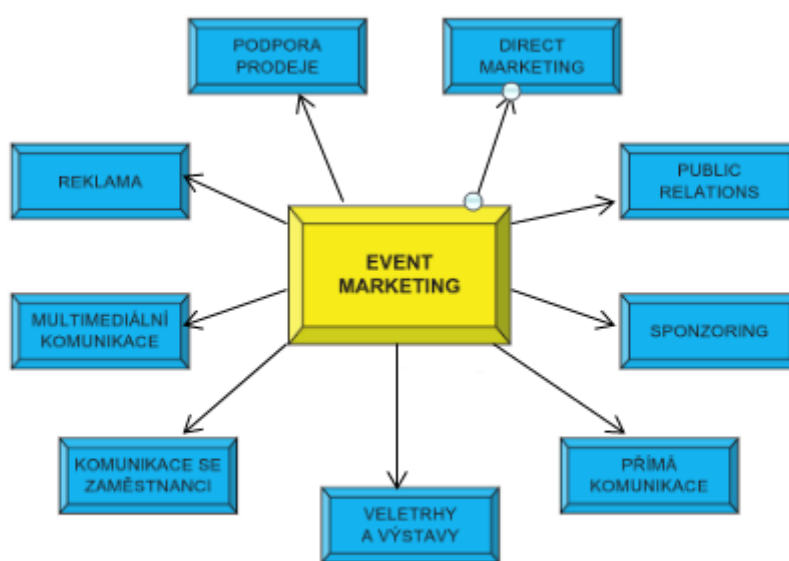 PODPORA
PRODEJE
DIRECT
MARKETING
REKLAMA
PUBLIC
RELATIONS
EVENT
MARKETING
MULTIMEDIÁLNÍ
KOMUNIKACE
SPONZORING
KOMUNIKACE SE
ZAMĚSTNANCI
PŘÍMÁ
KOMUNIKACE
VELETRHY
A VÝSTAVY